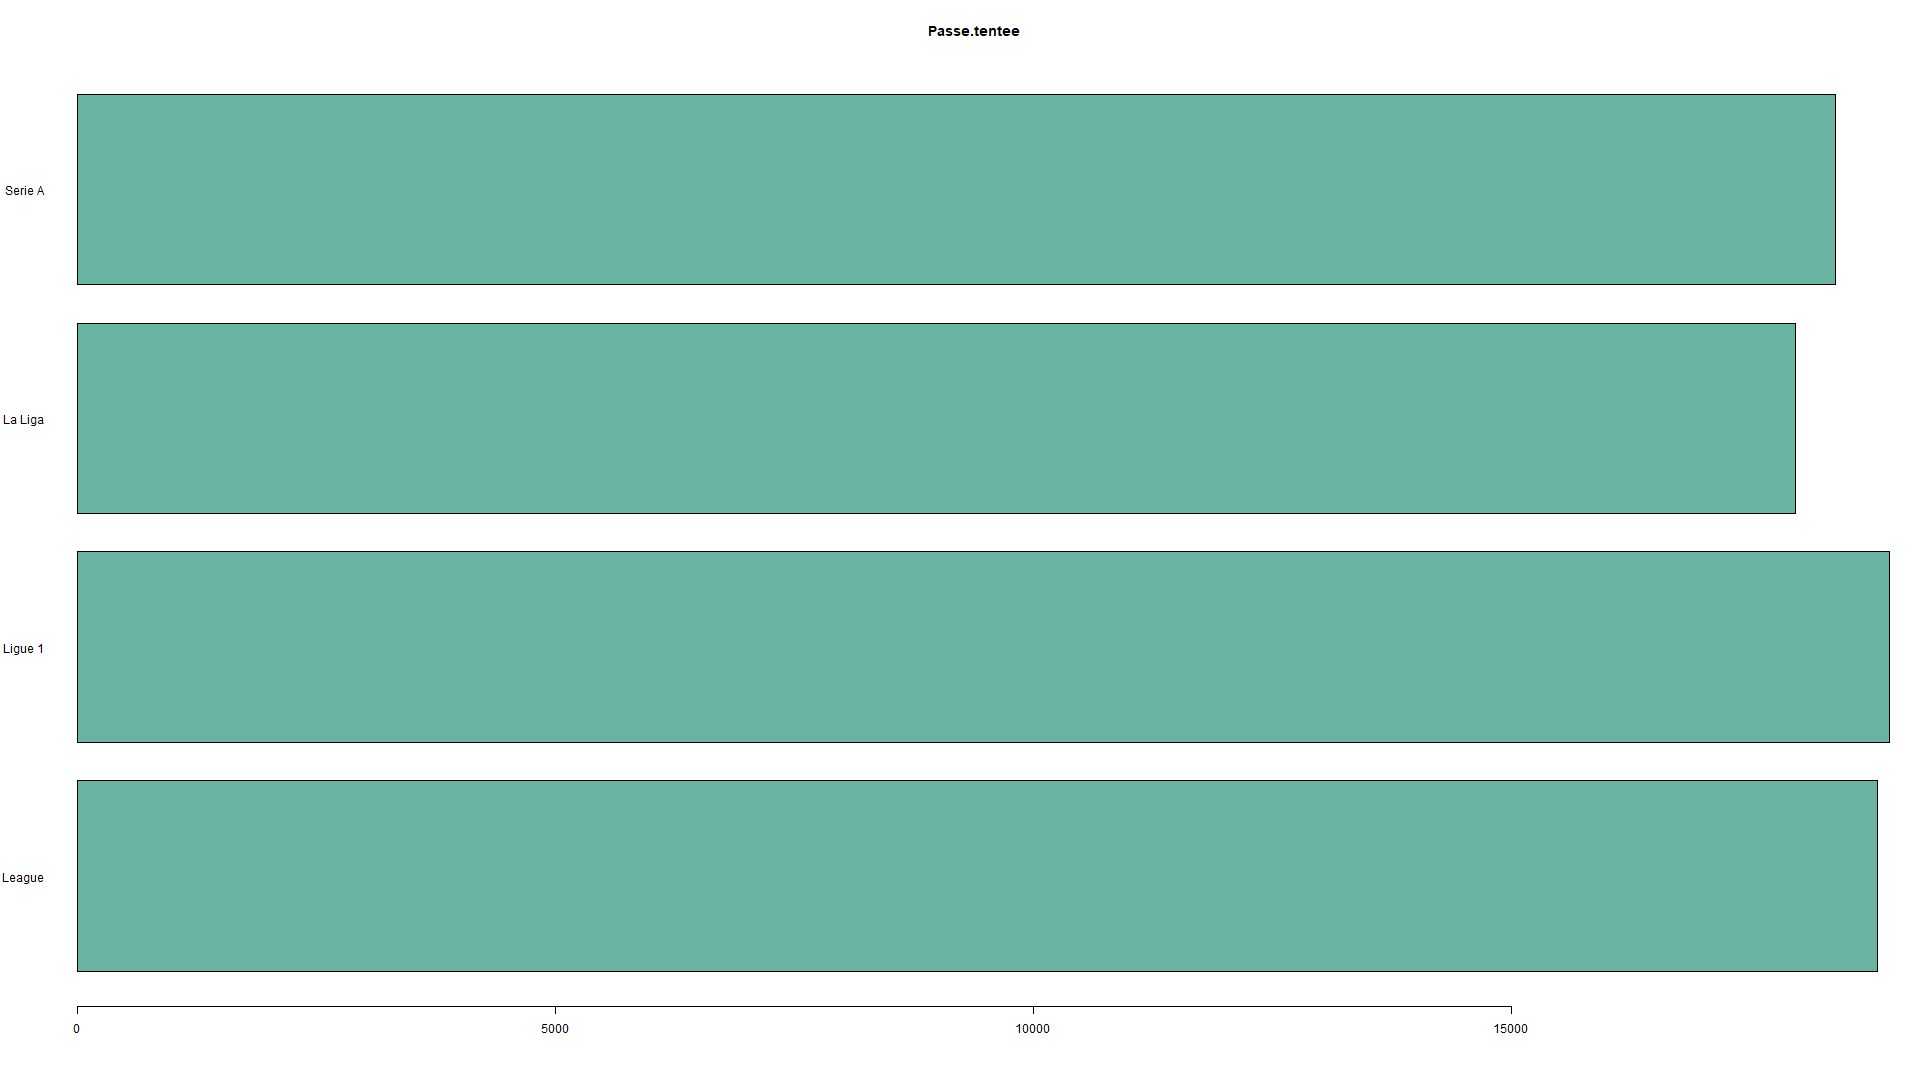 Passe.tentee
Serie A
La Liga
Ligue 1
League
0 5000 10000 15000